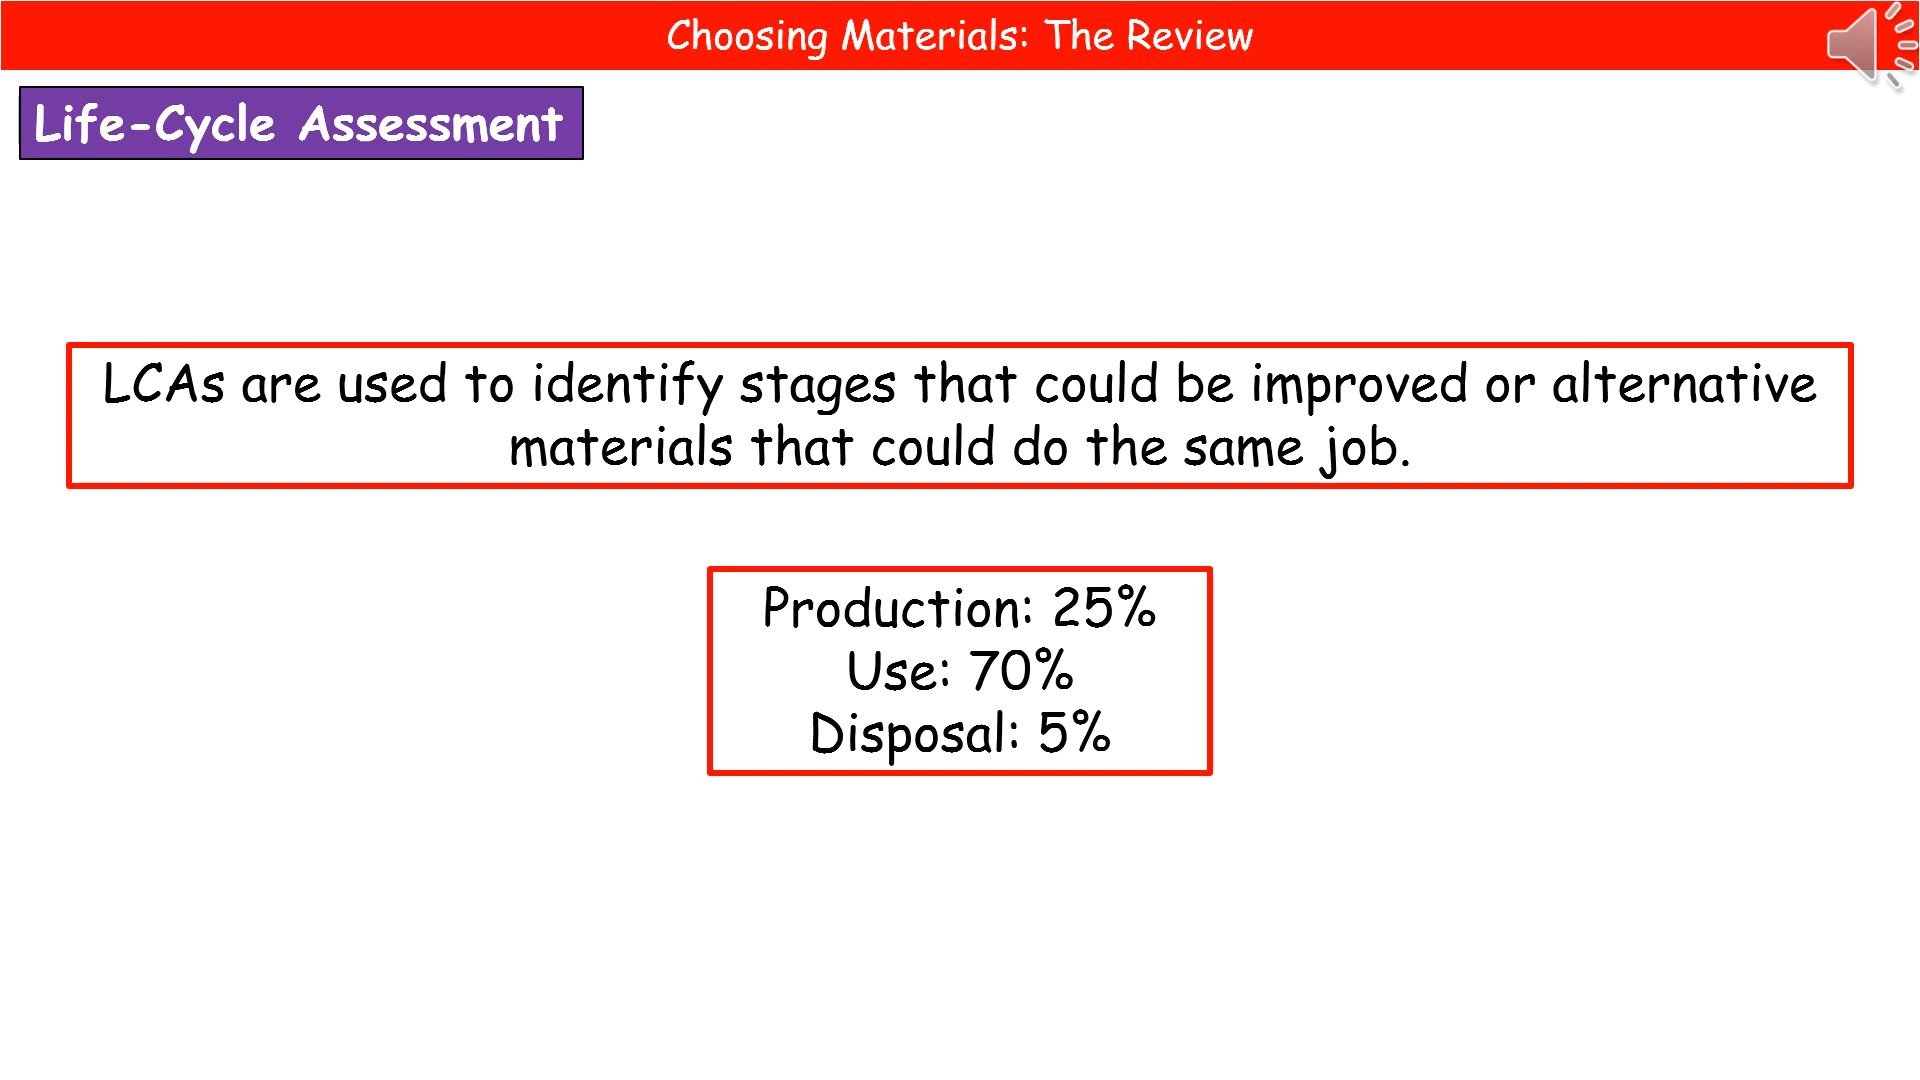 Choosing Materials: The Review
Life-Cycle Assessment
LCAs are used to identify stages that could be improved or alternative
materials that could do the same job.
Production: 25%
Use: 70%
Disposal: 5%